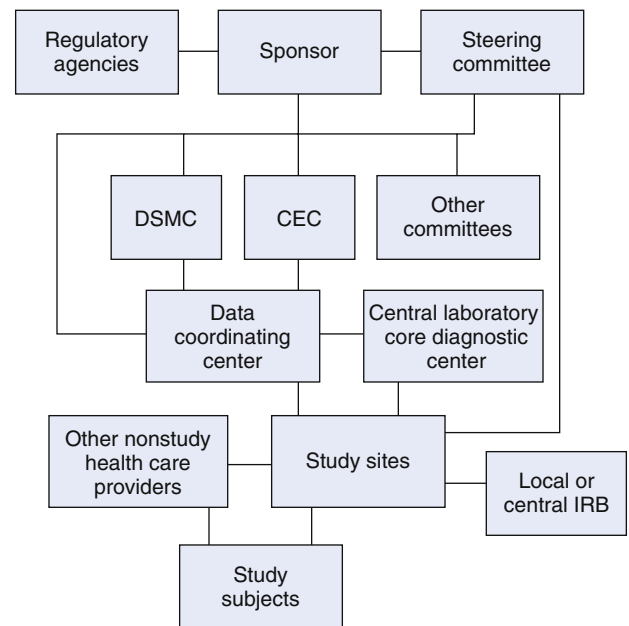 Regulatory
agencies
Sponsor
Steering
committee
DSMC
CEC
Other
committees
Data
coordinating
center
Central laboratory
core diagnostic
center
Other nonstudy
health care
providers
Study sites
Local or
central IRB
Study
subjects